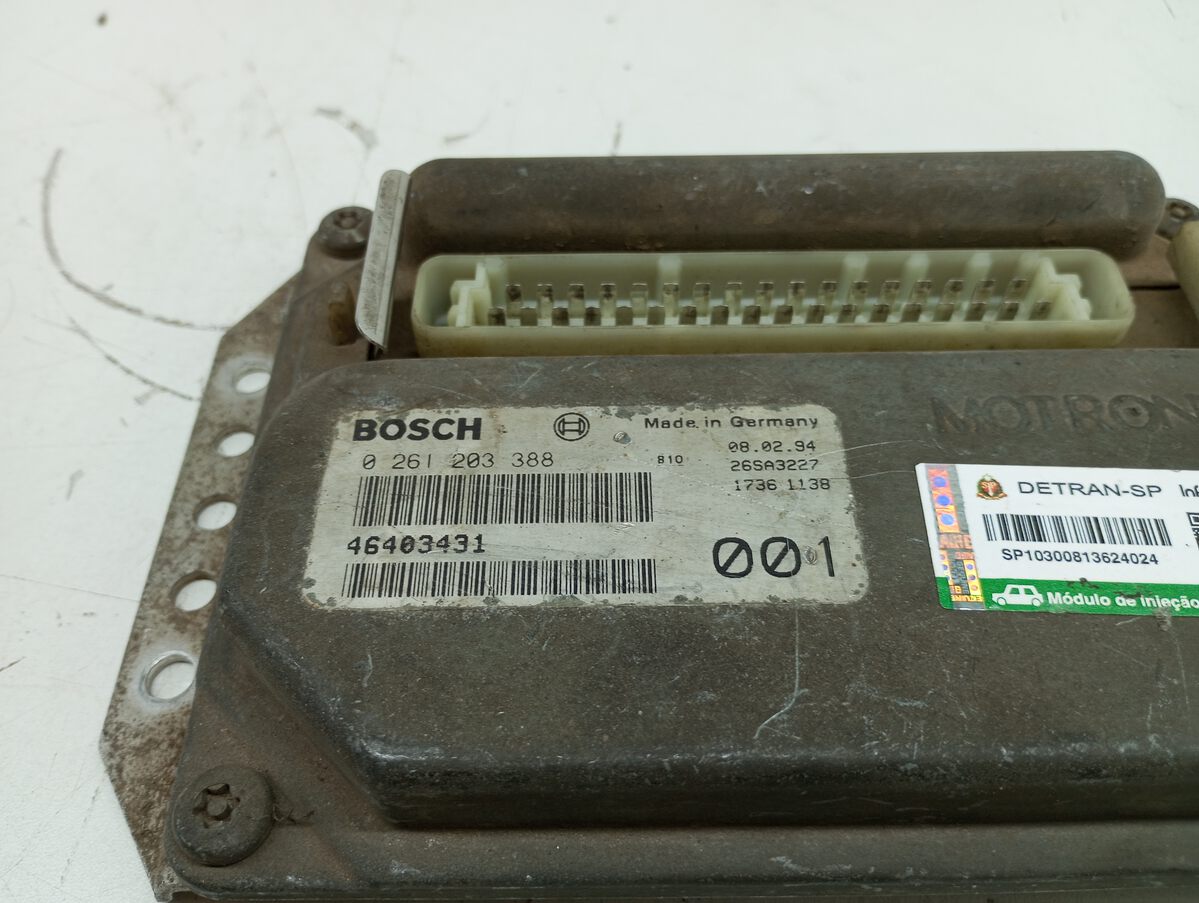 MOTRON
BOSCH
Made in Germany
0 261 203 388
810
08.02.94
26SA3227
1736 1138
46403431
001
DETRAN-SP
SP10300813624024
Módulo de injeção